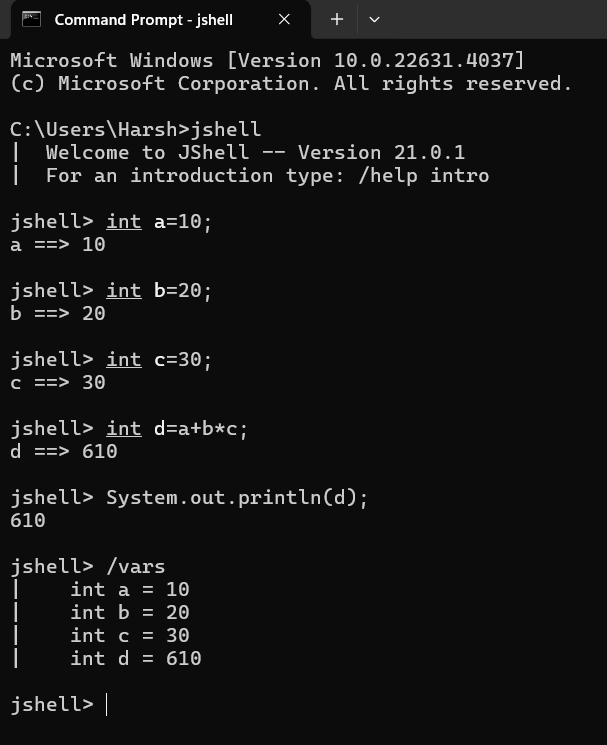 Command Prompt - jshell
Microsoft Windows [Version 10.0.22631.4037]
(c) Microsoft Corporation. All rights reserved.
C:\Users\Harsh>jshell
|  Welcome to JShell -- Version 21.0.1
|  For an introduction type: /help intro
jshell> int a=10;
a ==> 10
jshell> int b=20;
b ==> 20
jshell> int c=30;
c ==> 30
jshell> int d=a+b*c;
d ==> 610
jshell> System.out.println(d);
610
jshell> /vars
|    int a = 10
|    int b = 20
|    int c = 30
|    int d = 610
jshell>